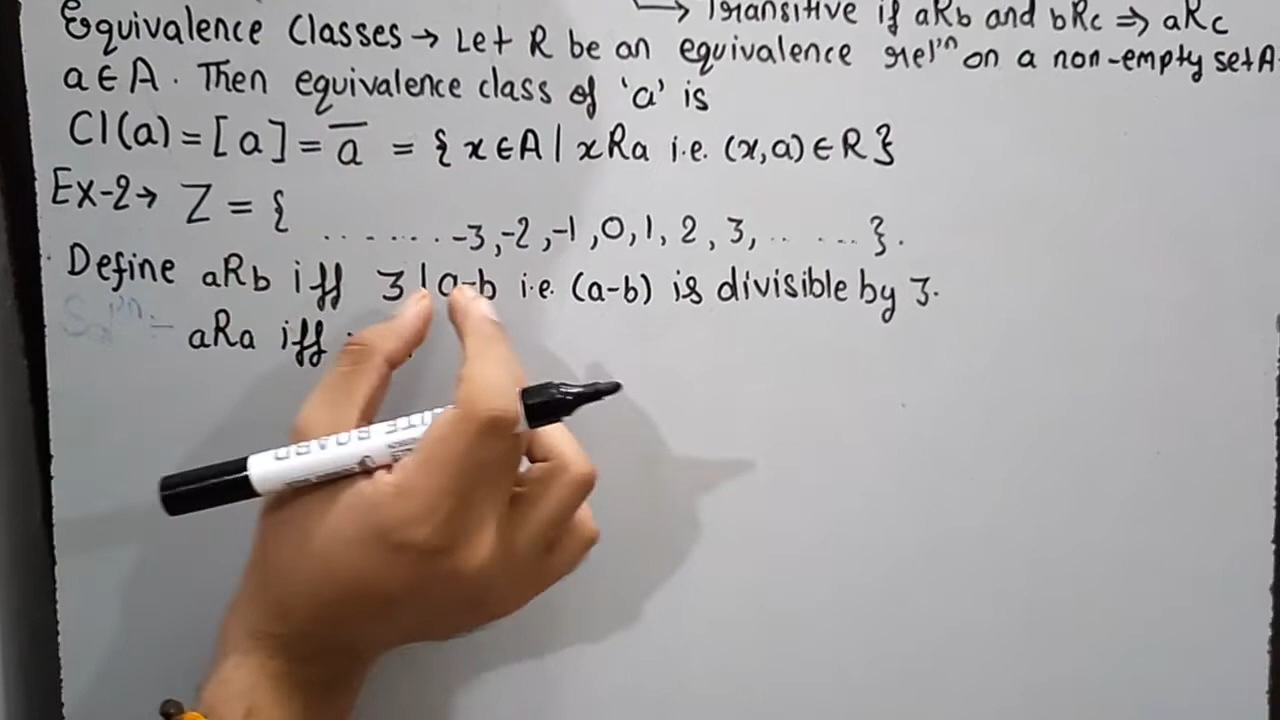 → Transitive if aRb and bRc ⇒ aRc
Equivalence Classes → Let R be an equivalence relⁿ on a non-empty set A
a ∈ A. Then equivalence class of 'a' is
Cl(a) = [a] = a̅ = { x ∈ A | xRa i.e. (x,a) ∈ R }
Ex-2→ Z = { ....... -3, -2, -1, 0, 1, 2, 3, ....... }.
Define aRb iff 3 | a-b i.e. (a-b) is divisible by 3.
Solⁿ:- aRa iff